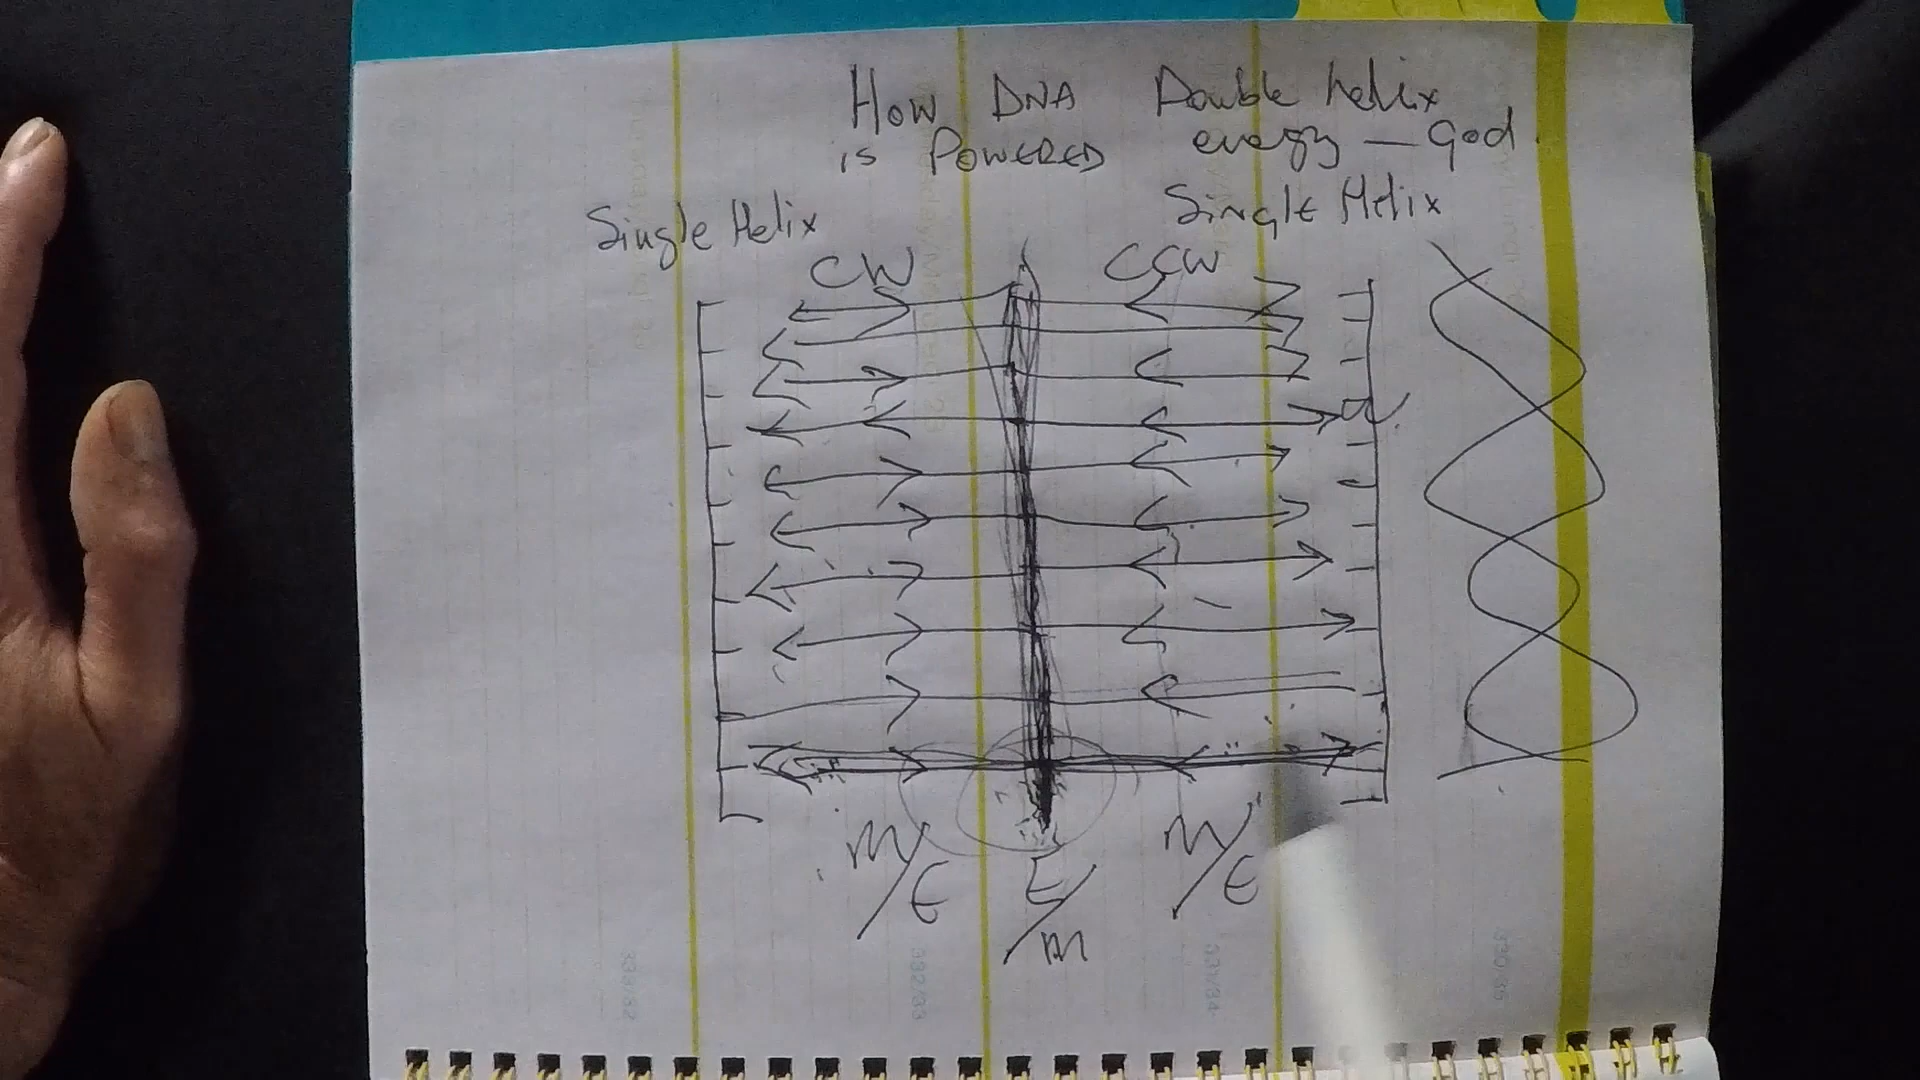 How DNA Double helix
is POWERED energy — God.
Single Helix Single Helix
CW CCW
M/E E/m M/E